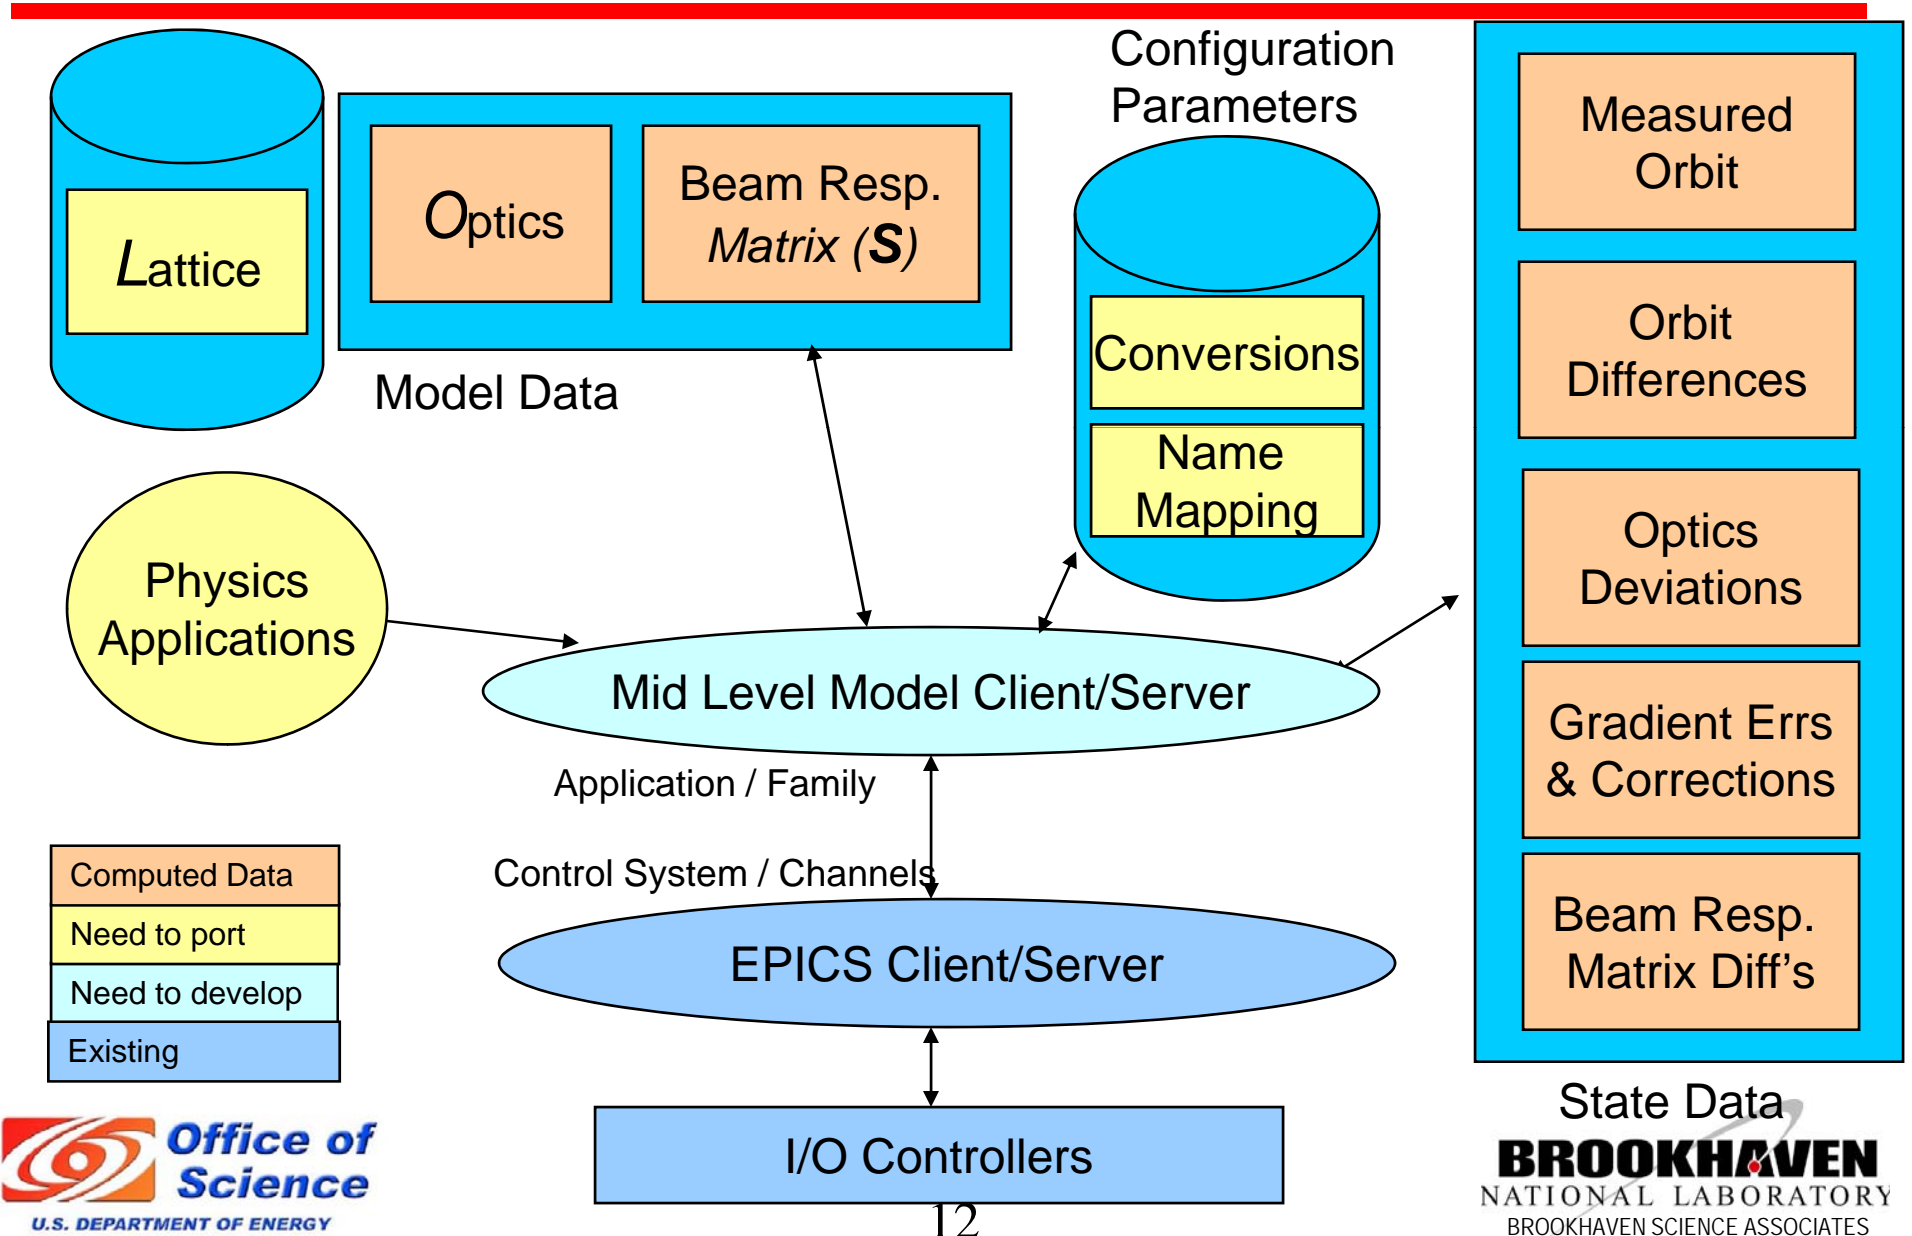 Configuration
Parameters
Lattice
Optics
Beam Resp.
Matrix (S)
Model Data
Conversions
Name
Mapping
Measured
Orbit
Orbit
Differences
Optics
Deviations
Gradient Errs
& Corrections
Beam Resp.
Matrix Diff's
State Data
Physics
Applications
Mid Level Model Client/Server
Application / Family
Control System / Channels
EPICS Client/Server
I/O Controllers
Computed Data
Need to port
Need to develop
Existing
Office of
Science
U.S. DEPARTMENT OF ENERGY
12
BROOKHAVEN
NATIONAL LABORATORY
BROOKHAVEN SCIENCE ASSOCIATES